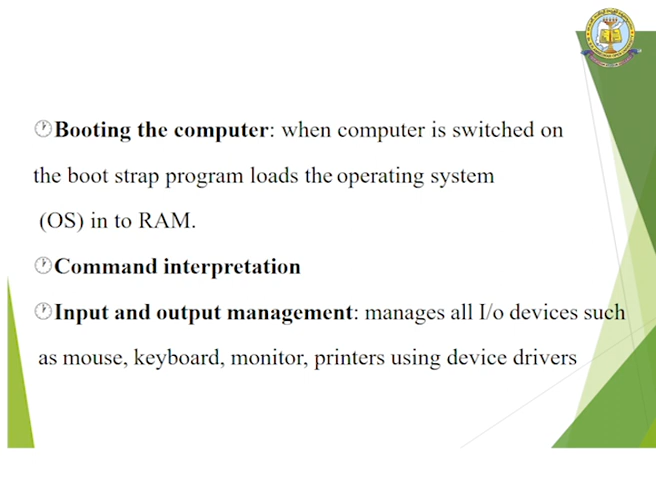 Booting the computer: when computer is switched on
the boot strap program loads the operating system
(OS) in to RAM.
Command interpretation
Input and output management: manages all I/o devices such
as mouse, keyboard, monitor, printers using device drivers